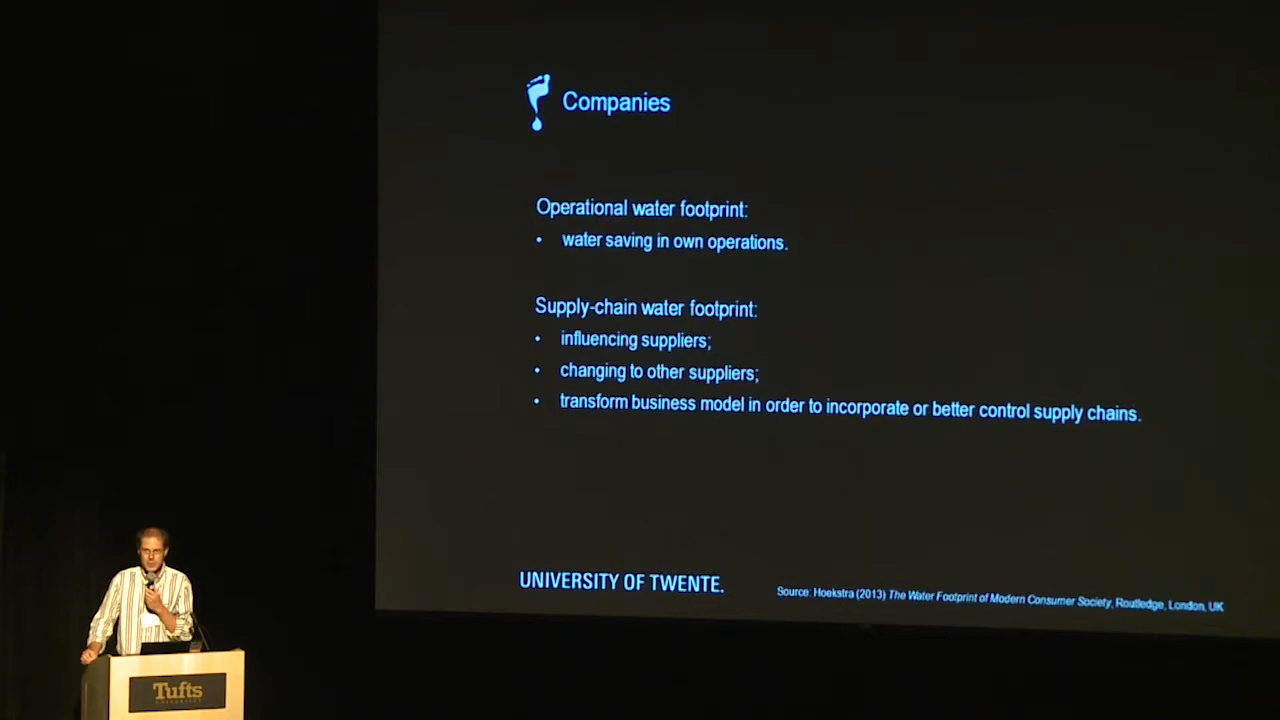 Companies
Operational water footprint:
• water saving in own operations.
Supply-chain water footprint:
• influencing suppliers;
• changing to other suppliers;
• transform business model in order to incorporate or better control supply chains.
UNIVERSITY OF TWENTE.
Source: Hoekstra (2013) The Water Footprint of Modern Consumer Society, Routledge, London, UK
Tufts
UNIVERSITY